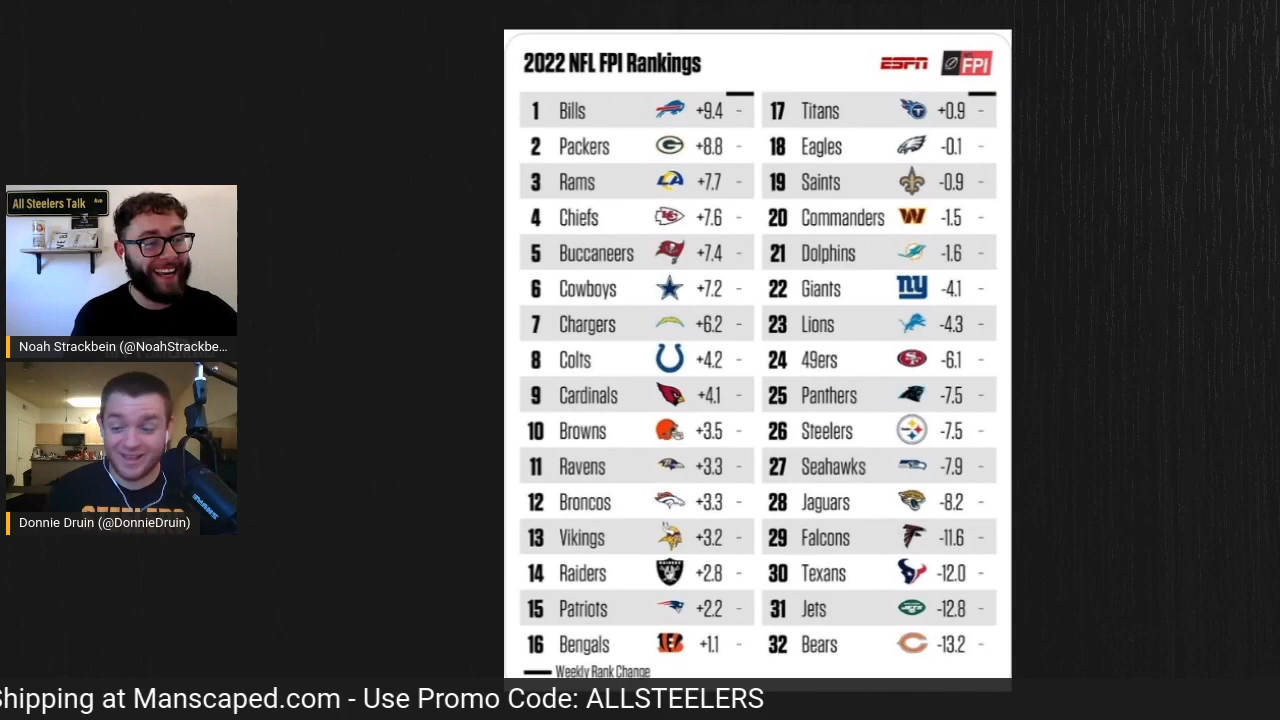 2022 NFL FPI Rankings
ESPN FPI
1 Bills +9.4 -
2 Packers +8.8 -
3 Rams +7.7 -
4 Chiefs +7.6 -
5 Buccaneers +7.4 -
6 Cowboys +7.2 -
7 Chargers +6.2 -
8 Colts +4.2 -
9 Cardinals +4.1 -
10 Browns +3.5 -
11 Ravens +3.3 -
12 Broncos +3.3 -
13 Vikings +3.2 -
14 Raiders +2.8 -
15 Patriots +2.2 -
16 Bengals +1.1 -
17 Titans +0.9 -
18 Eagles -0.1 -
19 Saints -0.9 -
20 Commanders -1.5 -
21 Dolphins -1.6 -
22 Giants -4.1 -
23 Lions -4.3 -
24 49ers -6.1 -
25 Panthers -7.5 -
26 Steelers -7.5 -
27 Seahawks -7.9 -
28 Jaguars -8.2 -
29 Falcons -11.6 -
30 Texans -12.0 -
31 Jets -12.8 -
32 Bears -13.2 -
Weekly Rank Change
All Steelers Talk Ave
Noah Strackbein (@NoahStrackbe...
Donnie Druin (@DonnieDruin)
Shipping at Manscaped.com - Use Promo Code: ALLSTEELERS